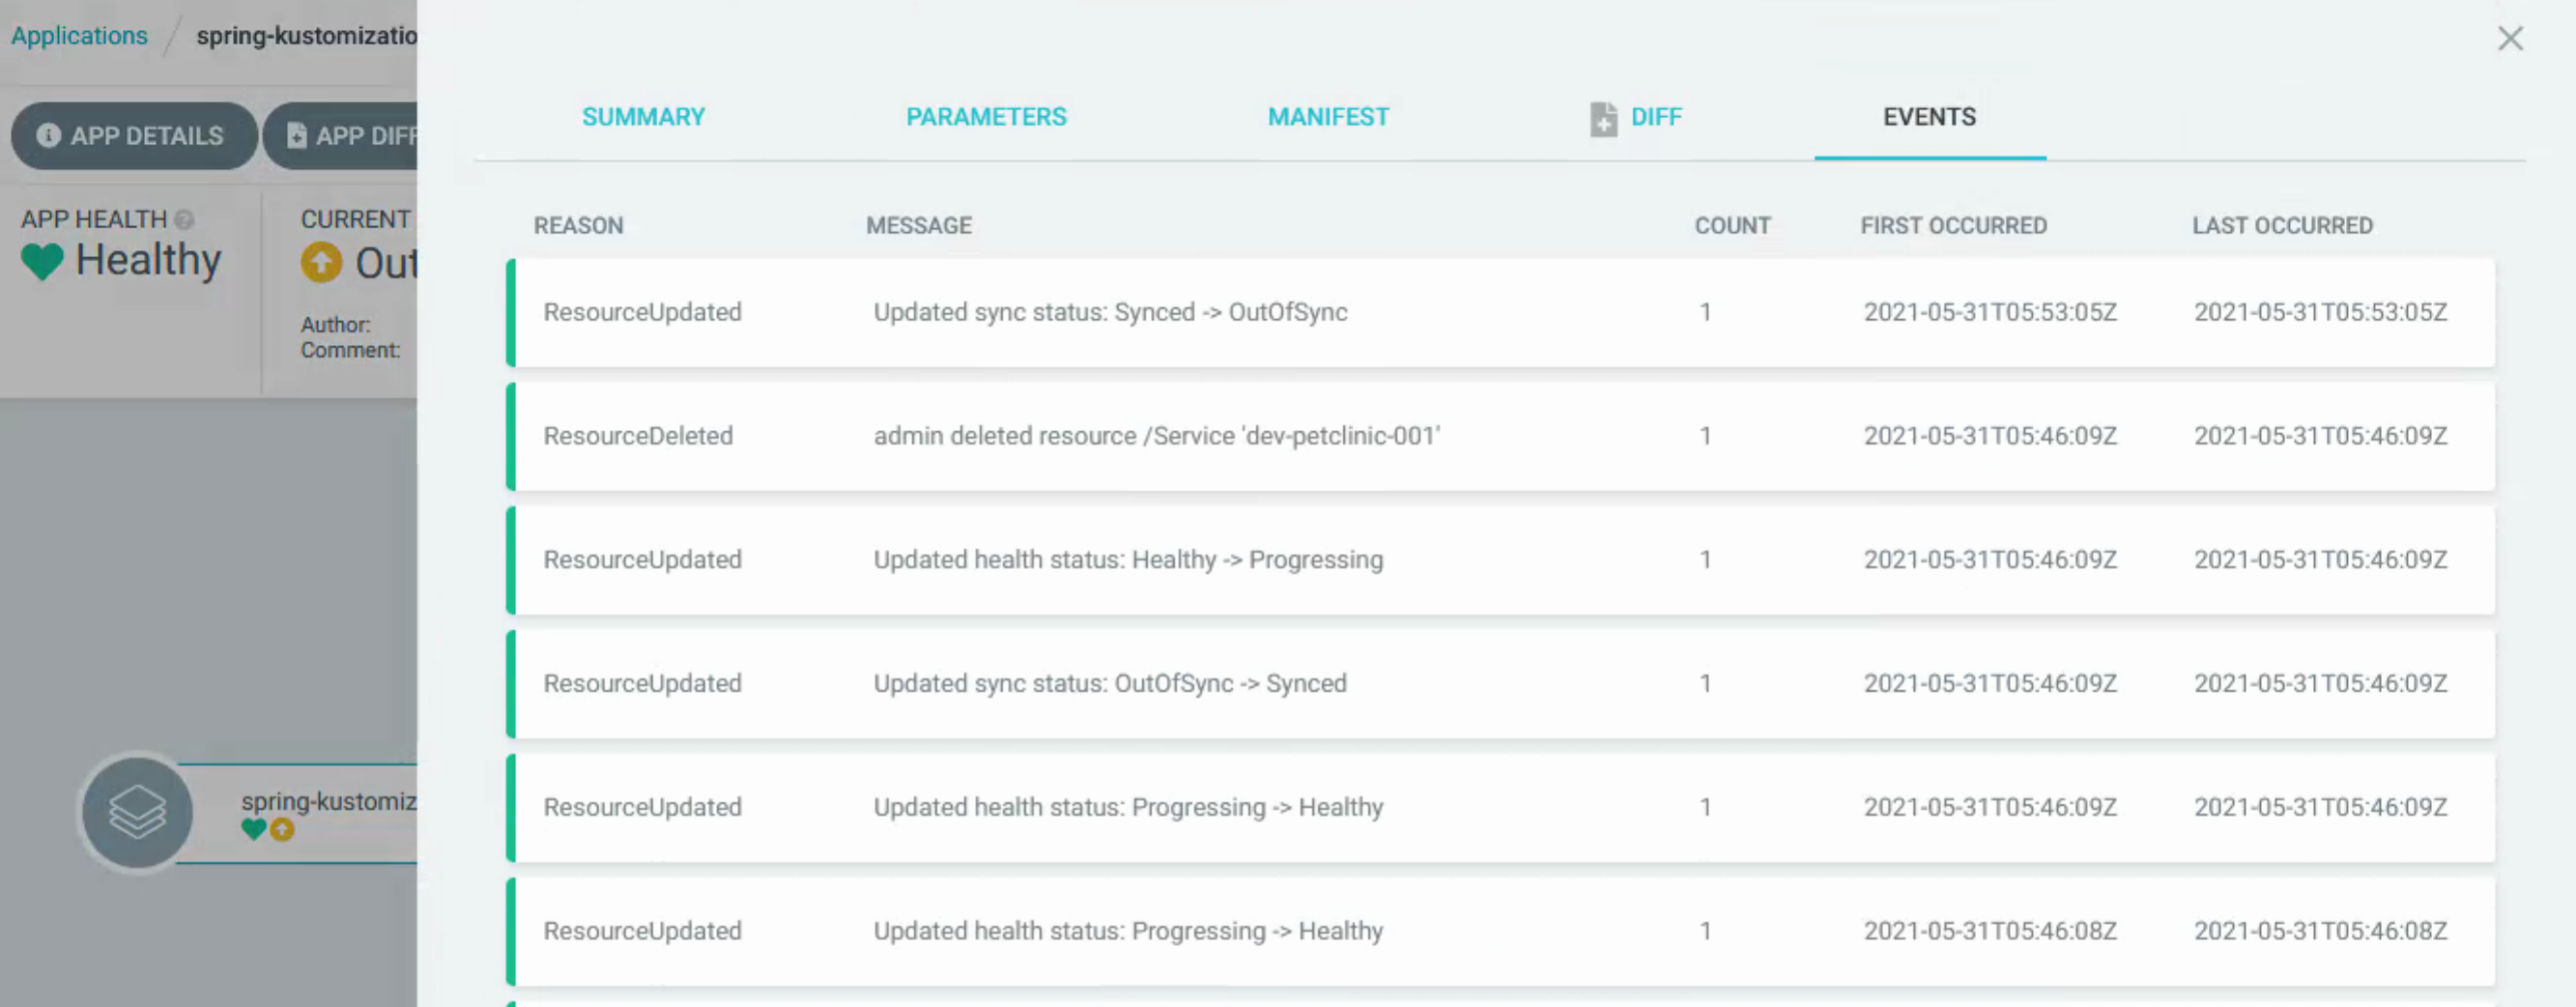 Applications / spring-kustomizatio
APP DETAILS APP DIFF
APP HEALTH
Healthy
CURRENT
Out
Author:
Comment:
spring-kustomiz
SUMMARY PARAMETERS MANIFEST DIFF EVENTS
REASON MESSAGE COUNT FIRST OCCURRED LAST OCCURRED
ResourceUpdated Updated sync status: Synced -> OutOfSync 1 2021-05-31T05:53:05Z 2021-05-31T05:53:05Z
ResourceDeleted admin deleted resource /Service 'dev-petclinic-001' 1 2021-05-31T05:46:09Z 2021-05-31T05:46:09Z
ResourceUpdated Updated health status: Healthy -> Progressing 1 2021-05-31T05:46:09Z 2021-05-31T05:46:09Z
ResourceUpdated Updated sync status: OutOfSync -> Synced 1 2021-05-31T05:46:09Z 2021-05-31T05:46:09Z
ResourceUpdated Updated health status: Progressing -> Healthy 1 2021-05-31T05:46:09Z 2021-05-31T05:46:09Z
ResourceUpdated Updated health status: Progressing -> Healthy 1 2021-05-31T05:46:08Z 2021-05-31T05:46:08Z